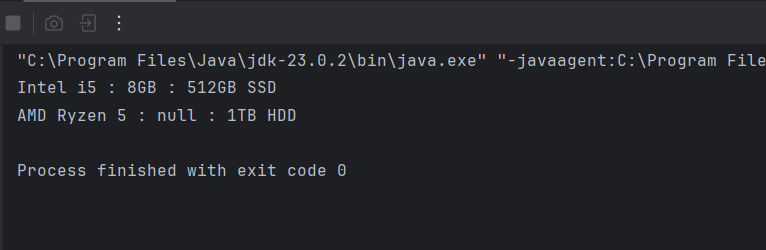 "C:\Program Files\Java\jdk-23.0.2\bin\java.exe" "-javaagent:C:\Program File
Intel i5 : 8GB : 512GB SSD
AMD Ryzen 5 : null : 1TB HDD
Process finished with exit code 0